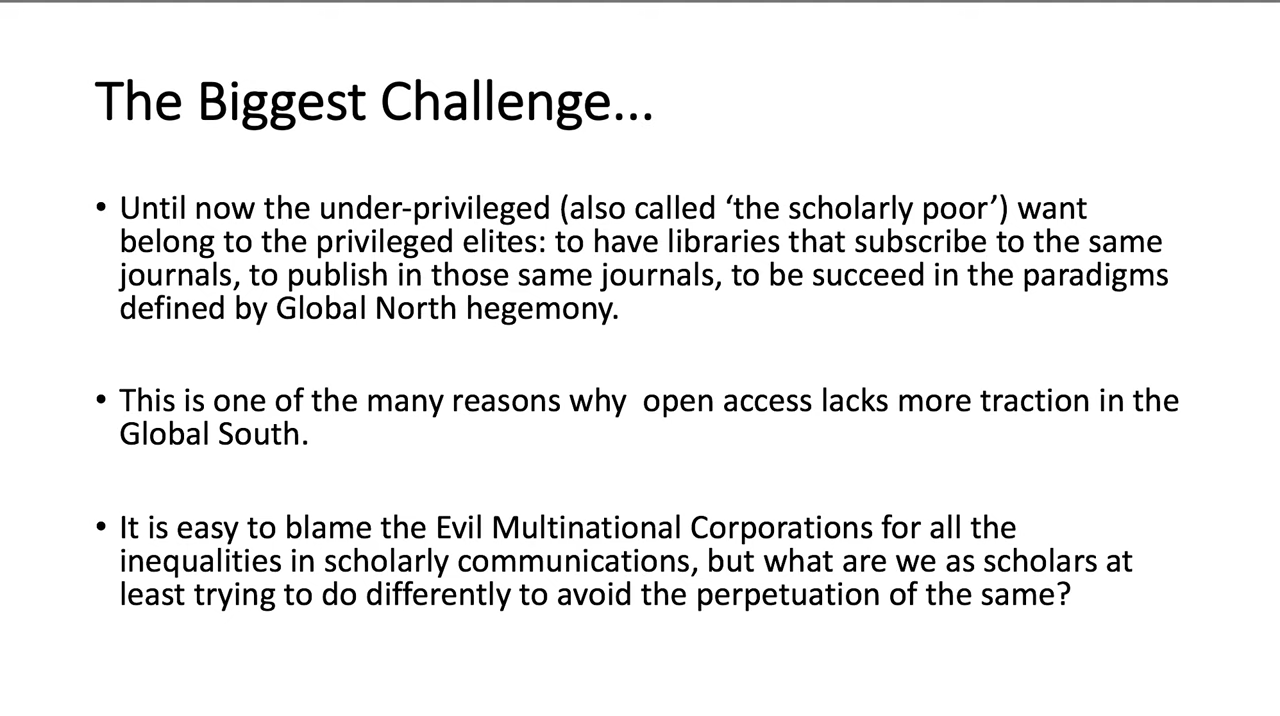 The Biggest Challenge...
• Until now the under-privileged (also called ‘the scholarly poor’) want
belong to the privileged elites: to have libraries that subscribe to the same
journals, to publish in those same journals, to be succeed in the paradigms
defined by Global North hegemony.
• This is one of the many reasons why  open access lacks more traction in the
Global South.
• It is easy to blame the Evil Multinational Corporations for all the
inequalities in scholarly communications, but what are we as scholars at
least trying to do differently to avoid the perpetuation of the same?